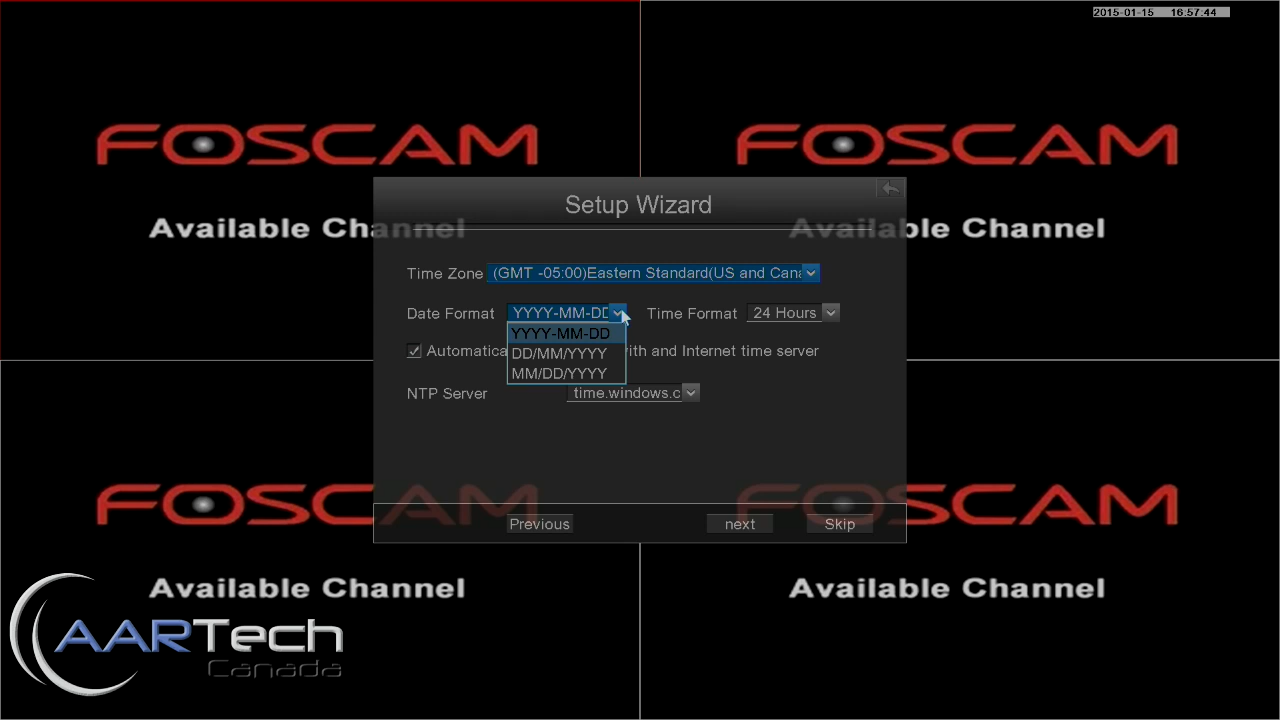 2015-01-15 16:57:44
FOSCAM
FOSCAM
Available Channel
Available Channel
Setup Wizard
Time Zone (GMT -05:00)Eastern Standard(US and Cana
Date Format YYYY-MM-DD Time Format 24 Hours
YYYY-MM-DD
Automatica ith and Internet time server
DD/MM/YYYY
MM/DD/YYYY
NTP Server time.windows.c
FOSCAM
FOSCAM
Previous next Skip
Available Channel
Available Channel
AARTech
Canada